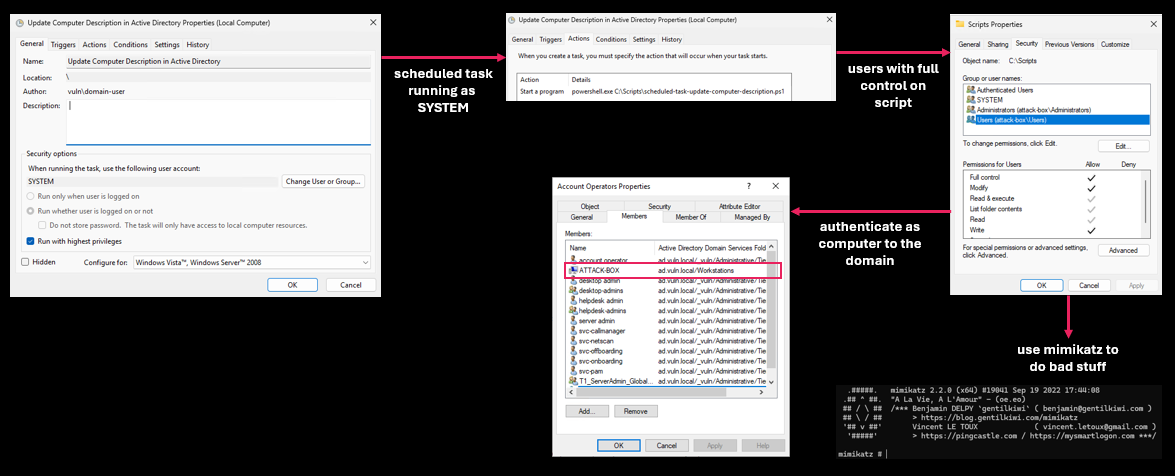 Update Computer Description in Active Directory Properties (Local Computer)
General Triggers Actions Conditions Settings History
Name: Update Computer Description in Active Directory
Location: \
Author: vuln\domain-user
Description:
Security options
When running the task, use the following user account:
SYSTEM Change User or Group...
Run only when user is logged on
Run whether user is logged on or not
Do not store password. The task will only have access to local computer resources.
Run with highest privileges
Hidden Configure for: Windows Vista™, Windows Server™ 2008
OK Cancel
scheduled task
running as
SYSTEM
Update Computer Description in Active Directory Properties (Local Computer)
General Triggers Actions Conditions Settings History
When you create a task, you must specify the action that will occur when your task starts.
Action Details
Start a program powershell.exe C:\Scripts\scheduled-task-update-computer-description.ps1
users with full
control on
script
Scripts Properties
General Sharing Security Previous Versions Customize
Object name: C:\Scripts
Group or user names:
Authenticated Users
SYSTEM
Administrators (attack-box\Administrators)
Users (attack-box\Users)
To change permissions, click Edit. Edit...
Permissions for Users Allow Deny
Full control
Modify
Read & execute
List folder contents
Read
Write
For special permissions or advanced settings,
click Advanced. Advanced
OK Cancel Apply
authenticate as
computer to the
domain
Account Operators Properties ?
Object Security Attribute Editor
General Members Member Of Managed By
Members:
Name Active Directory Domain Services Fold
account operator ad.vuln.local/_vuln/Administrative/Tie
ATTACK-BOX ad.vuln.local/Workstations
desktop admin ad.vuln.local/_vuln/Administrative/Tie
desktop-admins ad.vuln.local/_vuln/Administrative/Tie
helpdesk admin ad.vuln.local/_vuln/Administrative/Tie
helpdesk-admins ad.vuln.local/_vuln/Administrative/Tie
server admin ad.vuln.local/_vuln/Administrative/Tie
svc-callmanager ad.vuln.local/_vuln/Administrative/Tie
svc-netscan ad.vuln.local/_vuln/Administrative/Tie
svc-offboarding ad.vuln.local/_vuln/Administrative/Tie
svc-onboarding ad.vuln.local/_vuln/Administrative/Tie
svc-pam ad.vuln.local/_vuln/Administrative/Tie
T1_ServerAdmin_Global... ad.vuln.local/_vuln/Administrative/Tie
Add... Remove
OK Cancel Apply Help
use mimikatz to
do bad stuff
.#####. mimikatz 2.2.0 (x64) #19041 Sep 19 2022 17:44:08
.## ^ ##. "A La Vie, A L'Amour" - (oe.eo)
## / \ ## /*** Benjamin DELPY `gentilkiwi` ( benjamin@gentilkiwi.com )
## \ / ## > https://blog.gentilkiwi.com/mimikatz
'## v ##' Vincent LE TOUX ( vincent.letoux@gmail.com )
'#####' > https://pingcastle.com / https://mysmartlogon.com ***/
mimikatz #